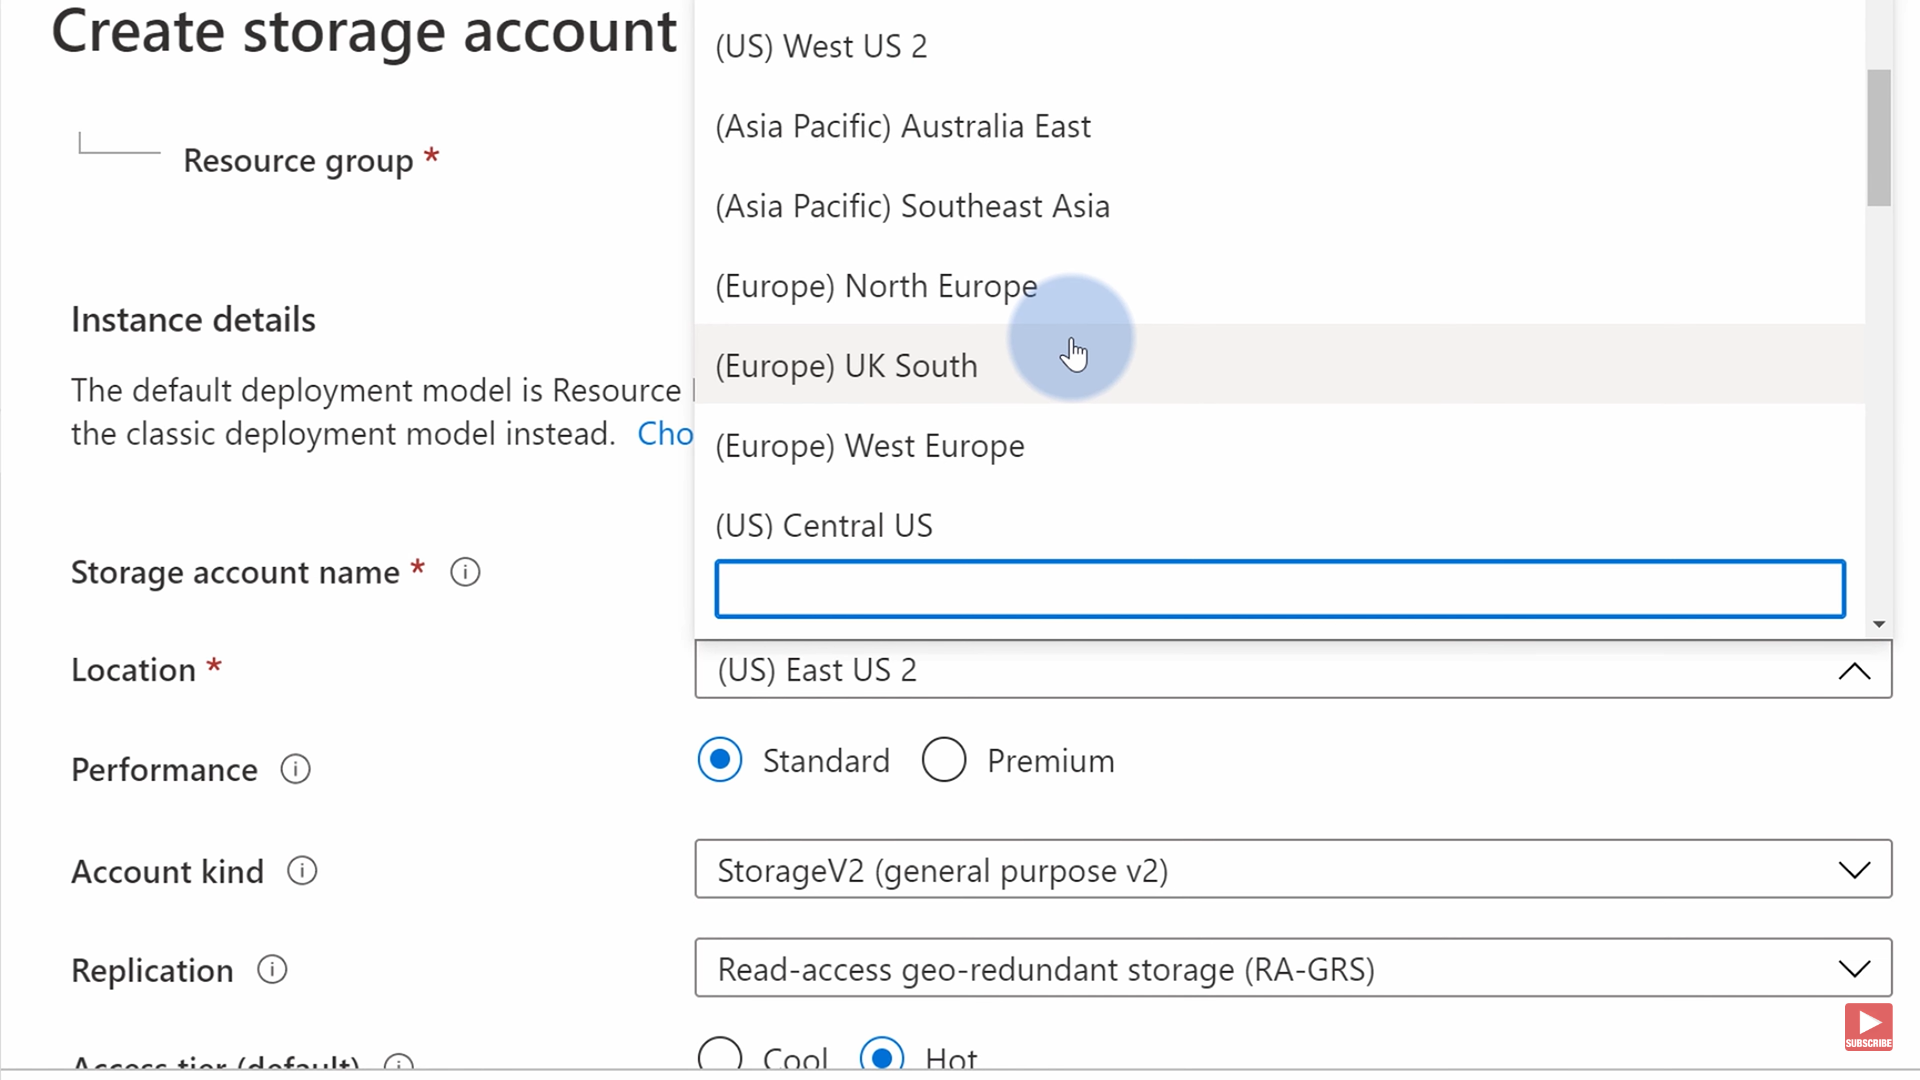 Create storage account
(US) West US 2
(Asia Pacific) Australia East
Resource group *
(Asia Pacific) Southeast Asia
(Europe) North Europe
Instance details
(Europe) UK South
The default deployment model is Resource
the classic deployment model instead. Cho
(Europe) West Europe
(US) Central US
Storage account name *
Location *
(US) East US 2
Performance
Standard
Premium
Account kind
StorageV2 (general purpose v2)
Replication
Read-access geo-redundant storage (RA-GRS)
Access tier (default)
Cool
Hot
SUBSCRIBE